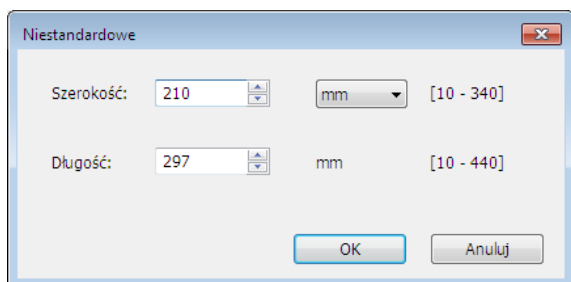 Niestandardowe
Szerokość: 210 mm [10 - 340]
Długość: 297 mm [10 - 440]
OK Anuluj